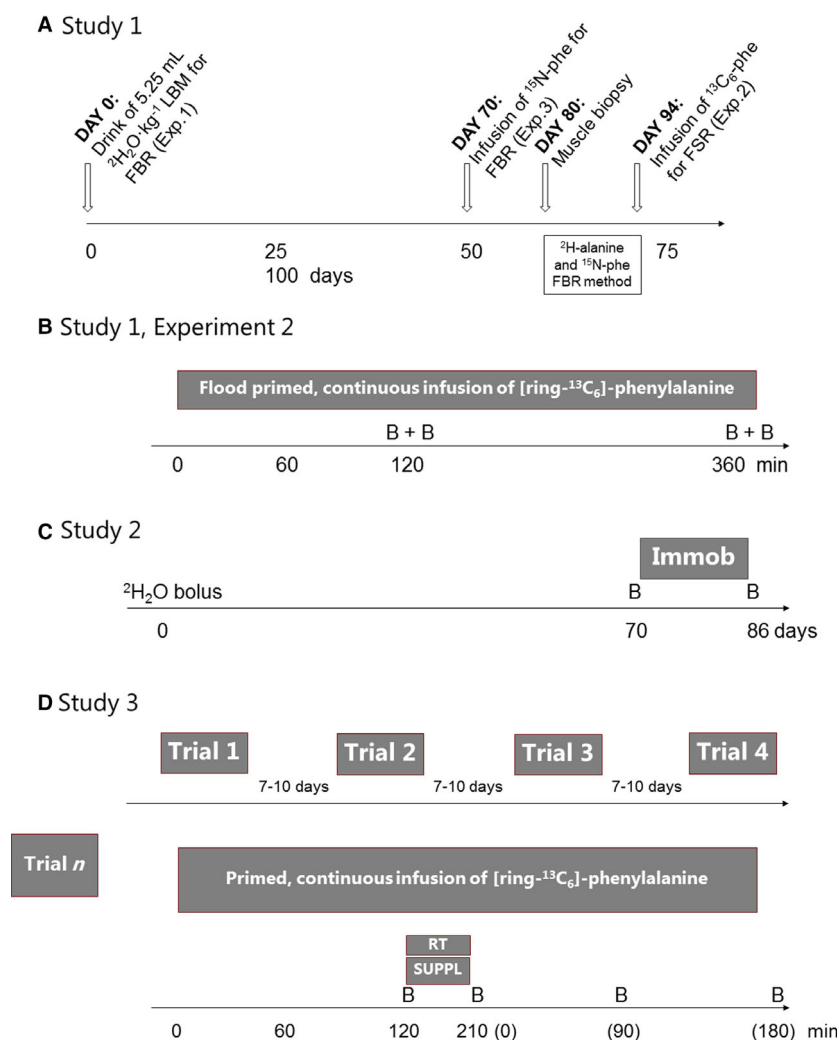 A Study 1
DAY 0:
Drink of 5.25 mL
²H₂O·kg⁻¹ LBM for
FBR (Exp.1)
DAY 70:
Infusion of ¹⁵N-phe for
FBR (Exp.3)
DAY 80:
Muscle biopsy
DAY 94:
Infusion of ¹³C₆-phe
for FSR (Exp.2)
0 25 50 75
100 days
²H-alanine
and ¹⁵N-phe
FBR method
B Study 1, Experiment 2
Flood primed, continuous infusion of [ring-¹³C₆]-phenylalanine
B + B B + B
0 60 120 360 min
C Study 2
Immob
²H₂O bolus B B
0 70 86 days
D Study 3
Trial 1 Trial 2 Trial 3 Trial 4
7-10 days 7-10 days 7-10 days
Trial n
Primed, continuous infusion of [ring-¹³C₆]-phenylalanine
RT
SUPPL
B B B B
0 60 120 210 (0) (90) (180) min